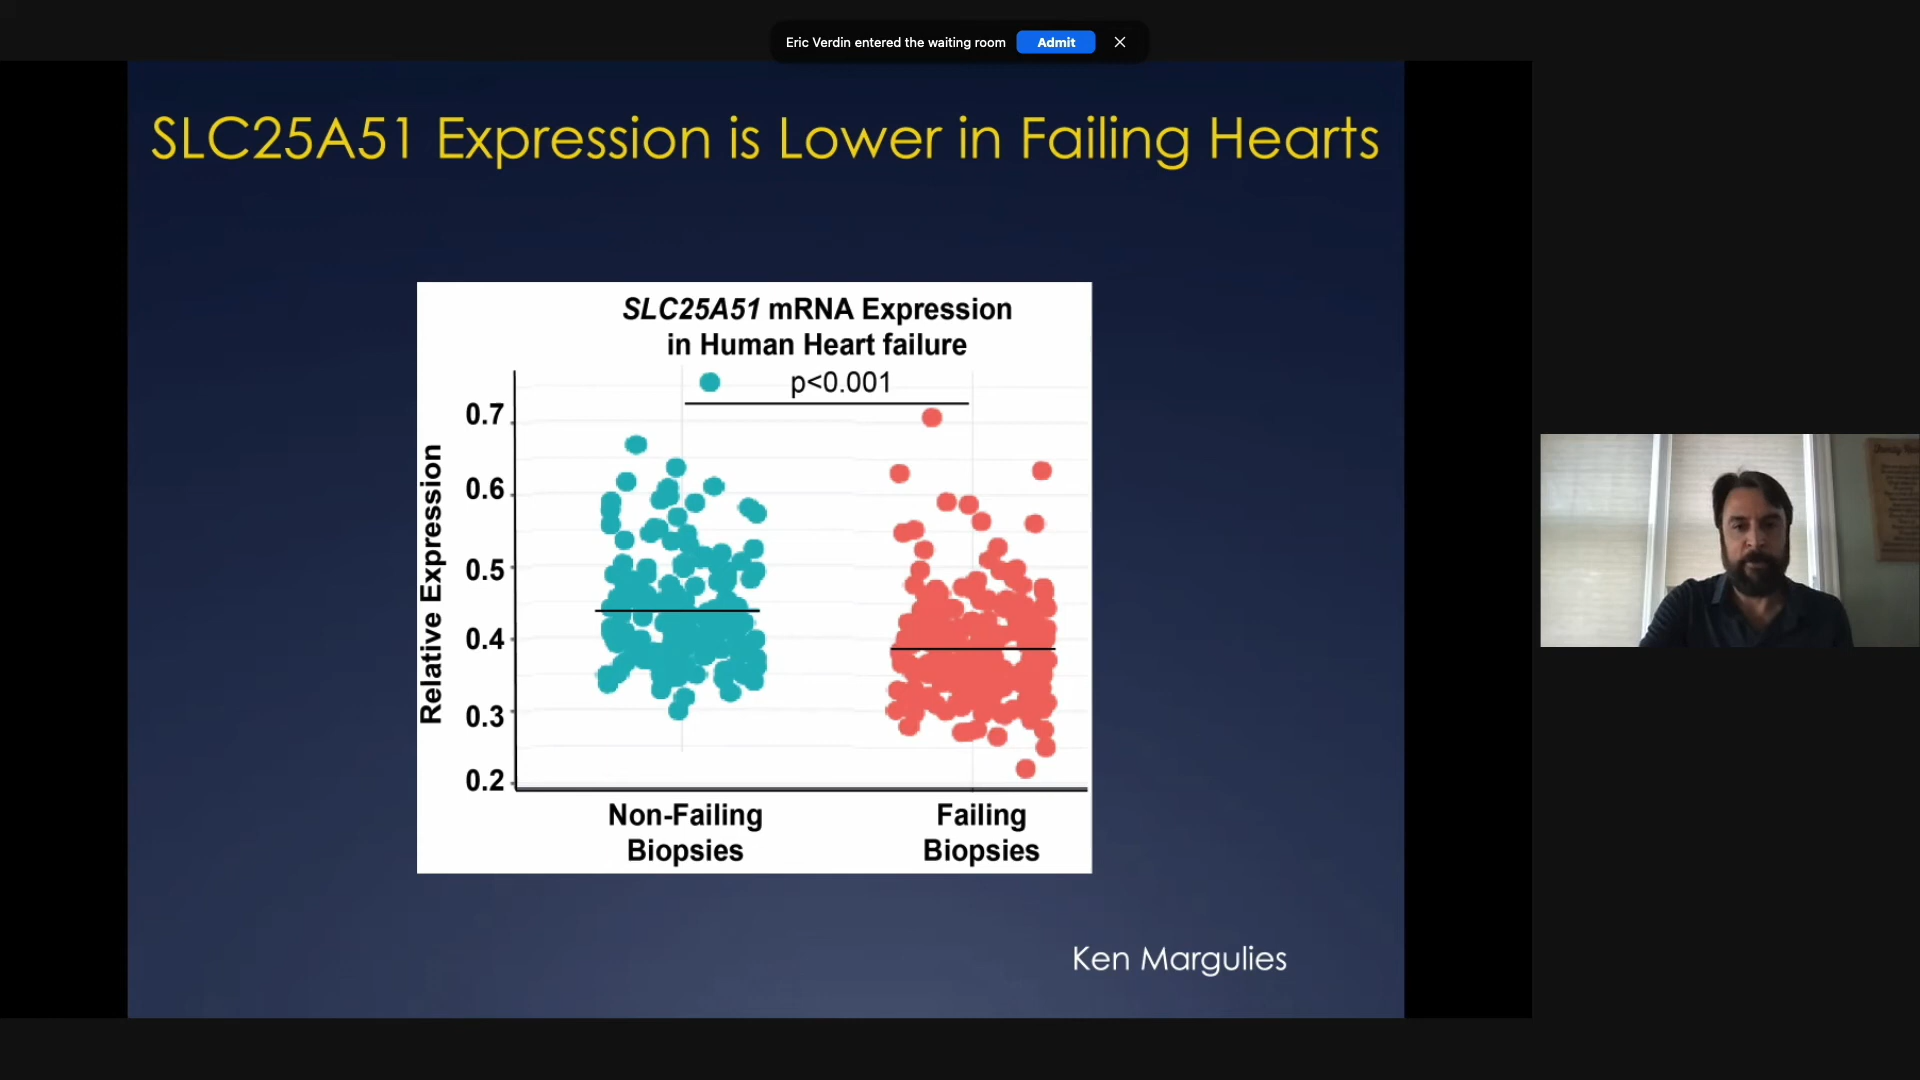 Eric Verdin entered the waiting room Admit
SLC25A51 Expression is Lower in Failing Hearts
SLC25A51 mRNA Expression
in Human Heart failure
p<0.001
Relative Expression
0.7
0.6
0.5
0.4
0.3
0.2
Non-Failing
Biopsies
Failing
Biopsies
Ken Margulies